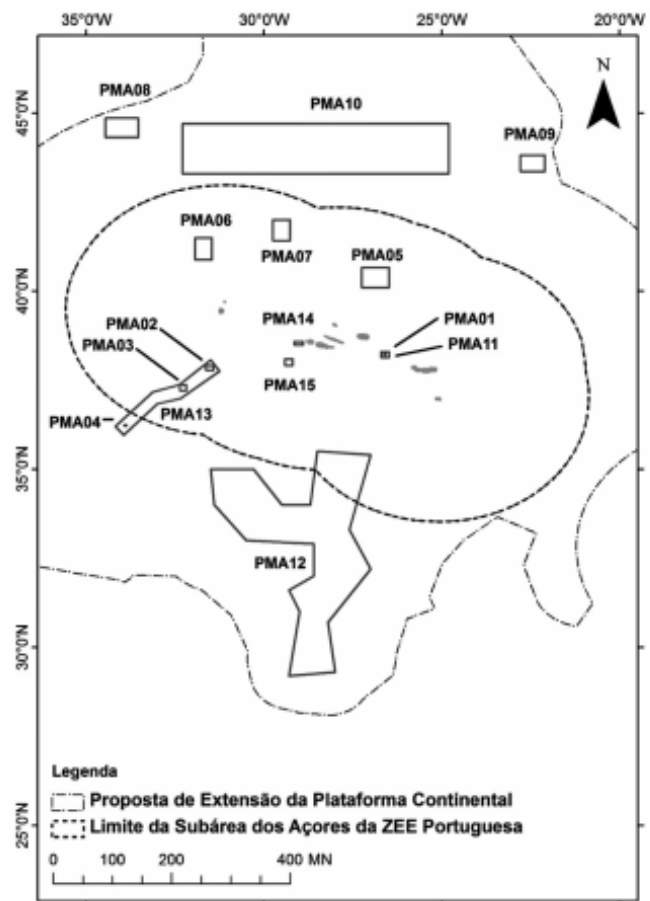 35°0'W 30°0'W 25°0'W 20°0'W
N
PMA08
PMA10
45°0'N
PMA09
PMA06
PMA07
PMA05
40°0'N
PMA14
PMA02
PMA01
PMA03
PMA11
PMA15
PMA04
PMA13
35°0'N
PMA12
30°0'N
Legenda
Proposta de Extensão da Plataforma Continental
Limite da Subárea dos Açores da ZEE Portuguesa
25°0'N
0 100 200 400 MN